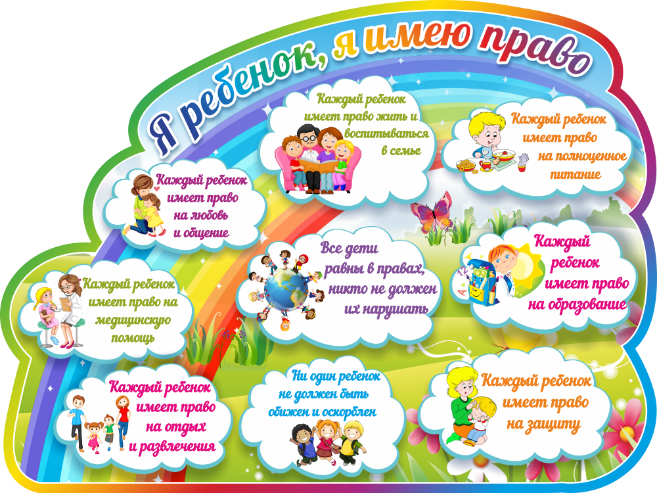 Я ребенок, я имею право
Каждый ребенок
имеет право жить и
воспитываться
в семье
Каждый ребенок
имеет право
на полноценное
питание
Каждый ребенок
имеет право
на любовь
и общение
Все дети
равны в правах,
никто не должен
их нарушать
Каждый
ребенок
имеет право
на образование
Каждый ребенок
имеет право на
медицинскую
помощь
Каждый ребенок
имеет право
на отдых
и развлечения
Ни один ребенок
не должен быть
обижен и оскорблен
Каждый ребенок
имеет право
на защиту